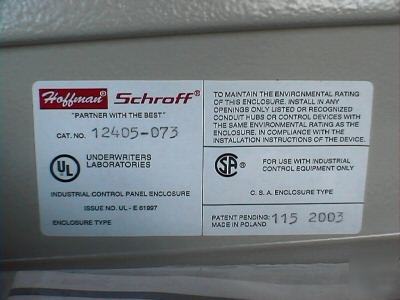 Hoffman® Schroff®
"PARTNER WITH THE BEST"
CAT. NO. 12405-073
UL®
UNDERWRITERS
LABORATORIES
INDUSTRIAL CONTROL PANEL ENCLOSURE
ISSUE NO. UL - E 61997
ENCLOSURE TYPE
TO MAINTAIN THE ENVIRONMENTAL RATING
OF THIS ENCLOSURE, INSTALL IN ANY
OPENINGS ONLY LISTED OR RECOGNIZED
CONDUIT HUBS OR CONTROL DEVICES WITH
THE SAME ENVIRONMENTAL RATING AS THE
ENCLOSURE, IN COMPLIANCE WITH THE
INSTALLATION INSTRUCTIONS OF THE DEVICE.
SA®
FOR USE WITH INDUSTRIAL
CONTROL EQUIPMENT ONLY
C. S. A. ENCLOSURE TYPE
PATENT PENDING: 115 2003
MADE IN POLAND